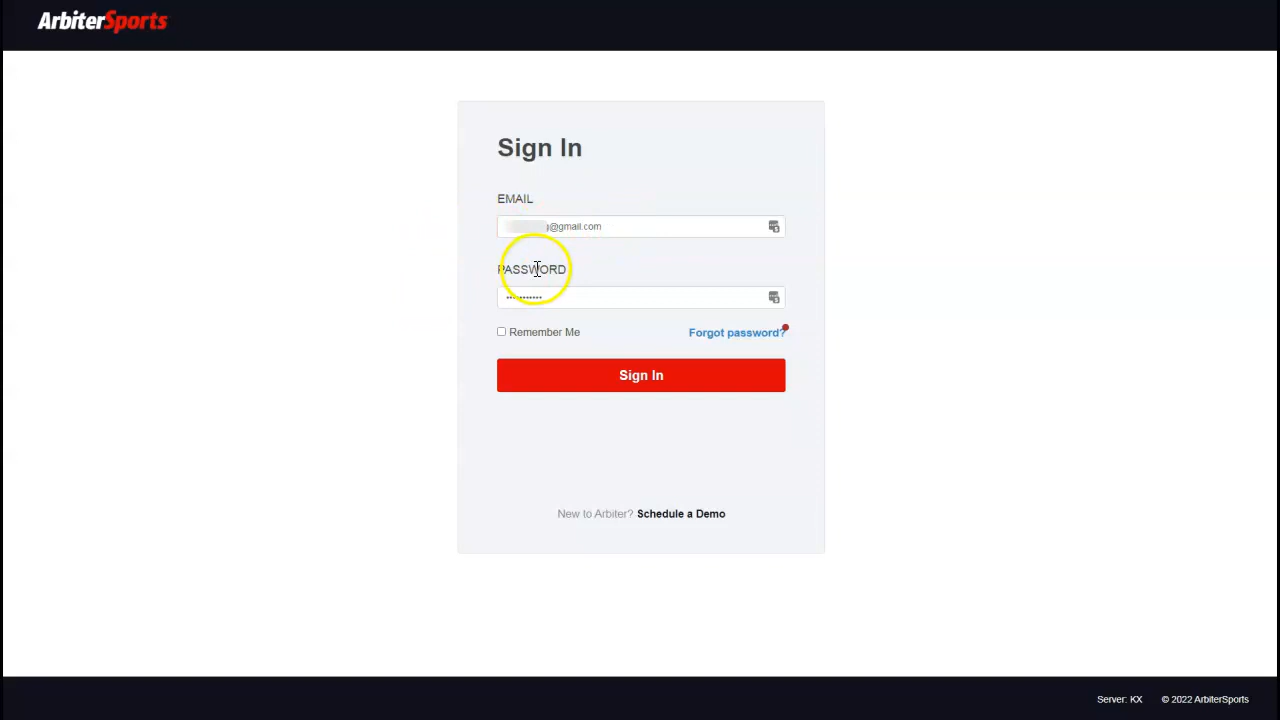 ArbiterSports
Sign In
EMAIL
@gmail.com
PASSWORD
•••••••••••
Remember Me
Forgot password?
Sign In
New to Arbiter? Schedule a Demo
Server: KX © 2022 ArbiterSports